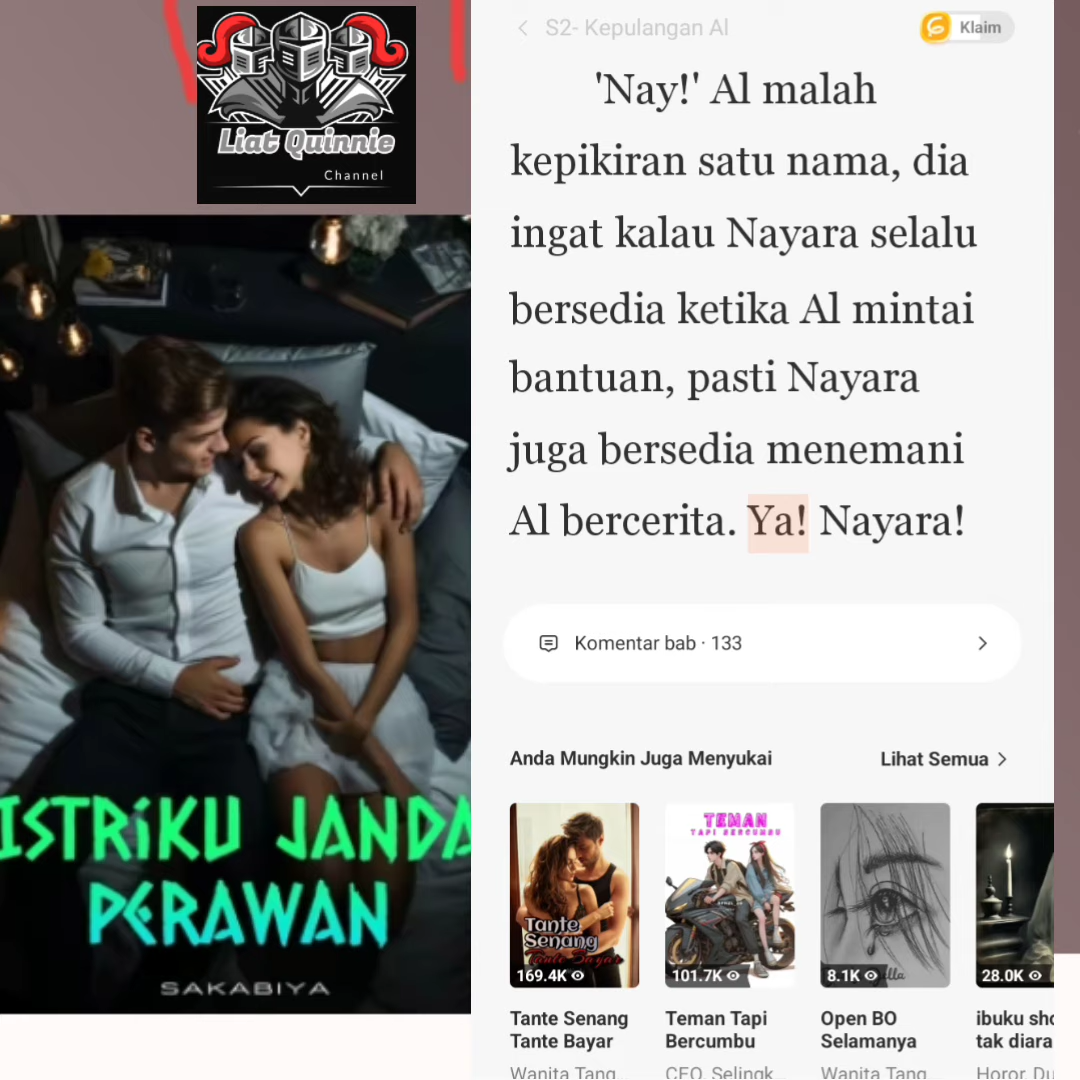 Liat Quinnie
Channel
ISTRIKU JANDA
PERAWAN
SAKABIYA
S2- Kepulangan Al
Klaim
'Nay!' Al malah
kepikiran satu nama, dia
ingat kalau Nayara selalu
bersedia ketika Al mintai
bantuan, pasti Nayara
juga bersedia menemani
Al bercerita. Ya! Nayara!
Komentar bab · 133
Anda Mungkin Juga Menyukai
Lihat Semua
Tante
Senang
Tante Bayar
169.4K
TEMAN
TAPI BERCUMBU
101.7K
8.1K
28.0K
Tante Senang
Tante Bayar
Teman Tapi
Bercumbu
Open BO
Selamanya
ibuku sho
tak diara
Wanita Tang...
CEO, Selingk...
Wanita Tang...
Horor, Du